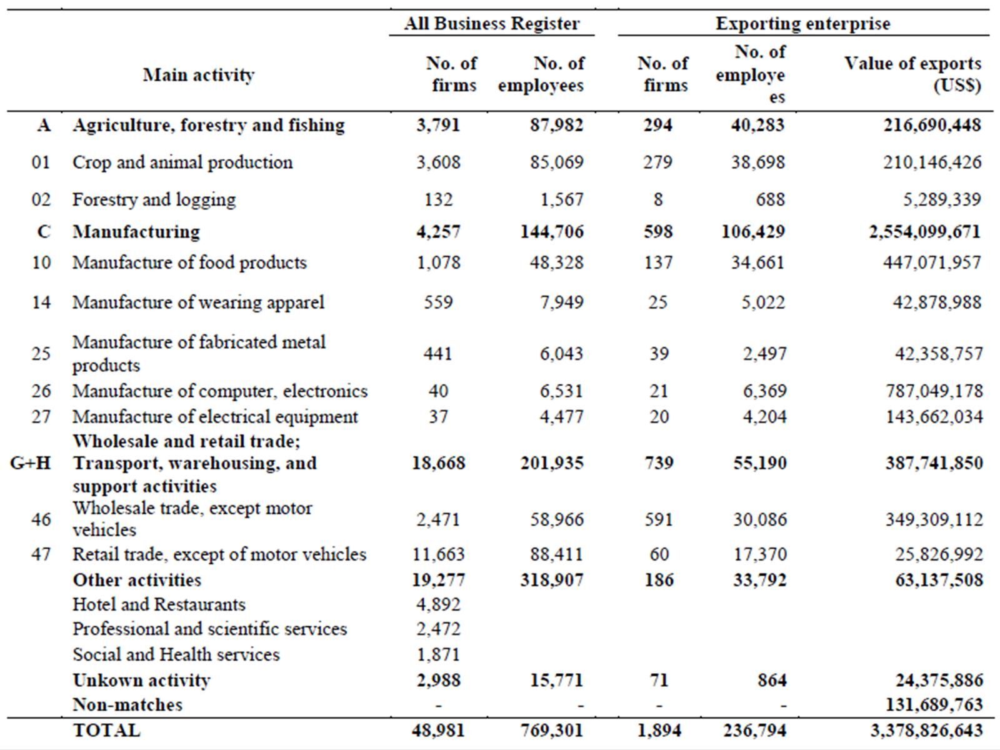 All Business Register Exporting enterprise
Main activity No. of firms No. of employees No. of firms No. of employe es Value of exports (US$)
A Agriculture, forestry and fishing 3,791 87,982 294 40,283 216,690,448
01 Crop and animal production 3,608 85,069 279 38,698 210,146,426
02 Forestry and logging 132 1,567 8 688 5,289,339
C Manufacturing 4,257 144,706 598 106,429 2,554,099,671
10 Manufacture of food products 1,078 48,328 137 34,661 447,071,957
14 Manufacture of wearing apparel 559 7,949 25 5,022 42,878,988
25 Manufacture of fabricated metal products 441 6,043 39 2,497 42,358,757
26 Manufacture of computer, electronics 40 6,531 21 6,369 787,049,178
27 Manufacture of electrical equipment 37 4,477 20 4,204 143,662,034
G+H Wholesale and retail trade; Transport, warehousing, and support activities 18,668 201,935 739 55,190 387,741,850
46 Wholesale trade, except motor vehicles 2,471 58,966 591 30,086 349,309,112
47 Retail trade, except of motor vehicles 11,663 88,411 60 17,370 25,826,992
Other activities 19,277 318,907 186 33,792 63,137,508
Hotel and Restaurants 4,892
Professional and scientific services 2,472
Social and Health services 1,871
Unkown activity 2,988 15,771 71 864 24,375,886
Non-matches - - - - 131,689,763
TOTAL 48,981 769,301 1,894 236,794 3,378,826,643